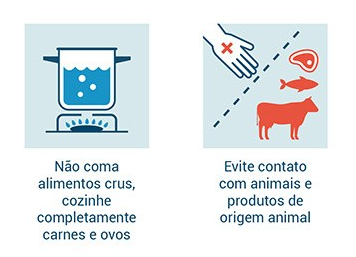 Não coma
alimentos crus,
cozinhe
completamente
carnes e ovos
Evite contato
com animais e
produtos de
origem animal